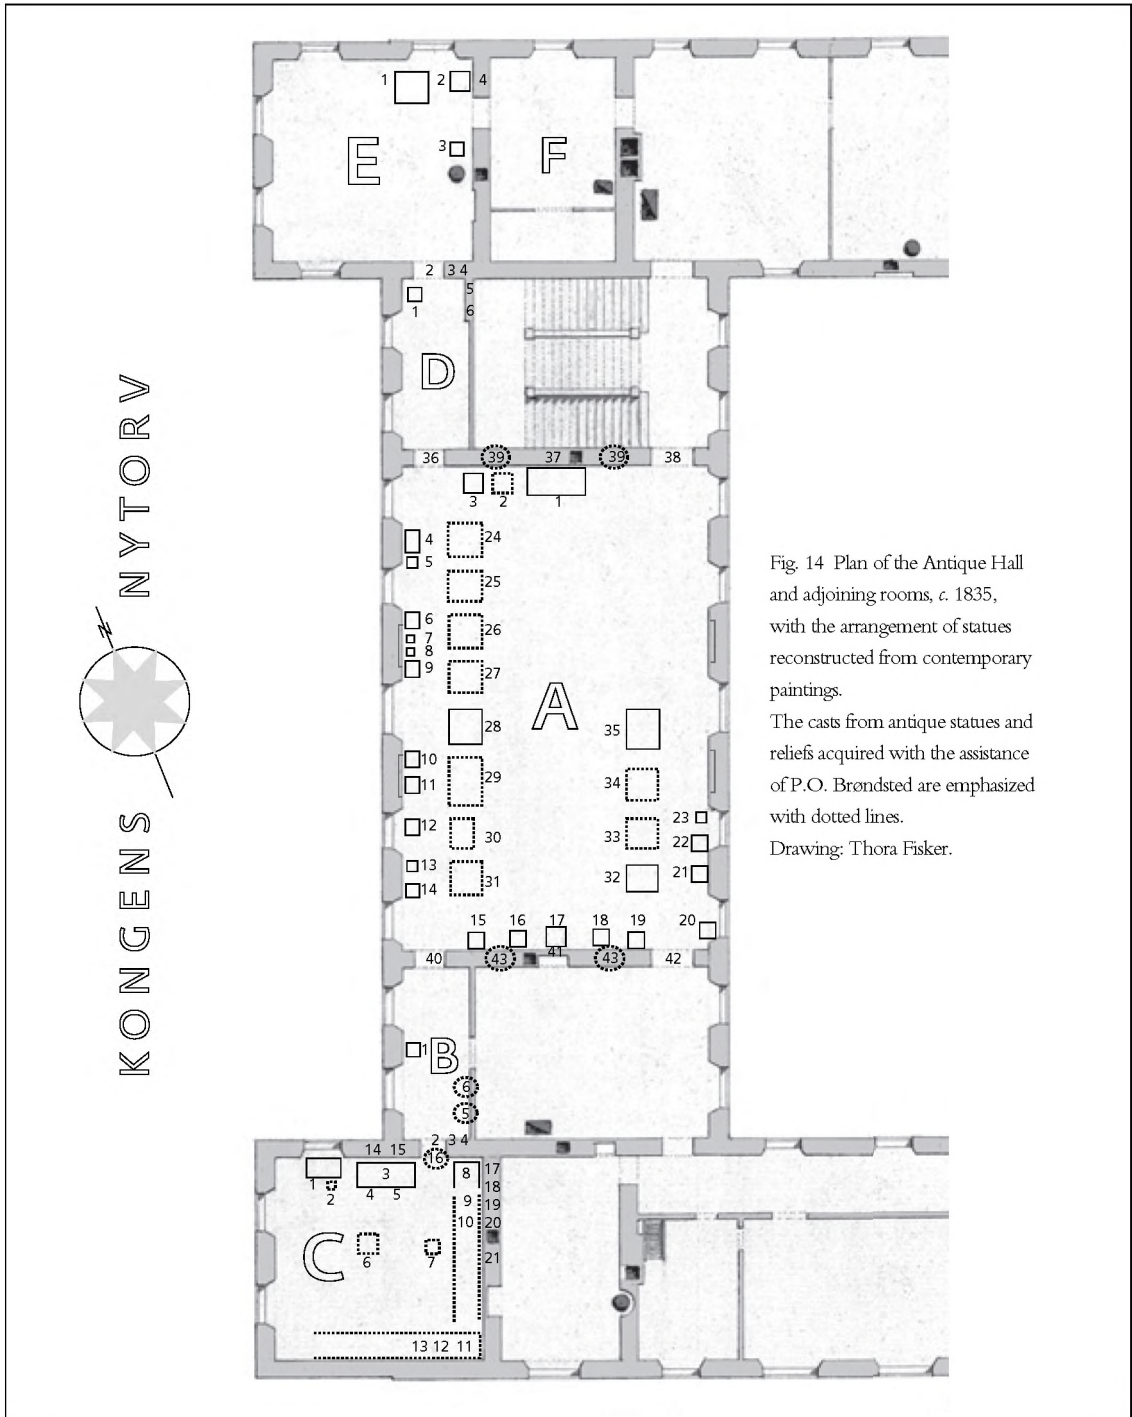 1 2 4
3
E F
2 3 4
5
1 6
D
36 39 37 39 38
3 2 1
4 24
5
25
6 26
7
8
9 27
A
28 35
10 29 34
11
12 30 33 23
22
13 31 32 21
14
15 16 17 18 19 20
40 43 41 43 42
1 B
6
5
2 3 4
14 15 16
1 3 8 17
2 4 5 18
9 19
10 20
C 6 7 21
13 12 11
KONGENS NYTORV
N
Fig. 14 Plan of the Antique Hall
and adjoining rooms, c. 1835,
with the arrangement of statues
reconstructed from contemporary
paintings.
The casts from antique statues and
reliefs acquired with the assistance
of P.O. Brøndsted are emphasized
with dotted lines.
Drawing: Thora Fisker.